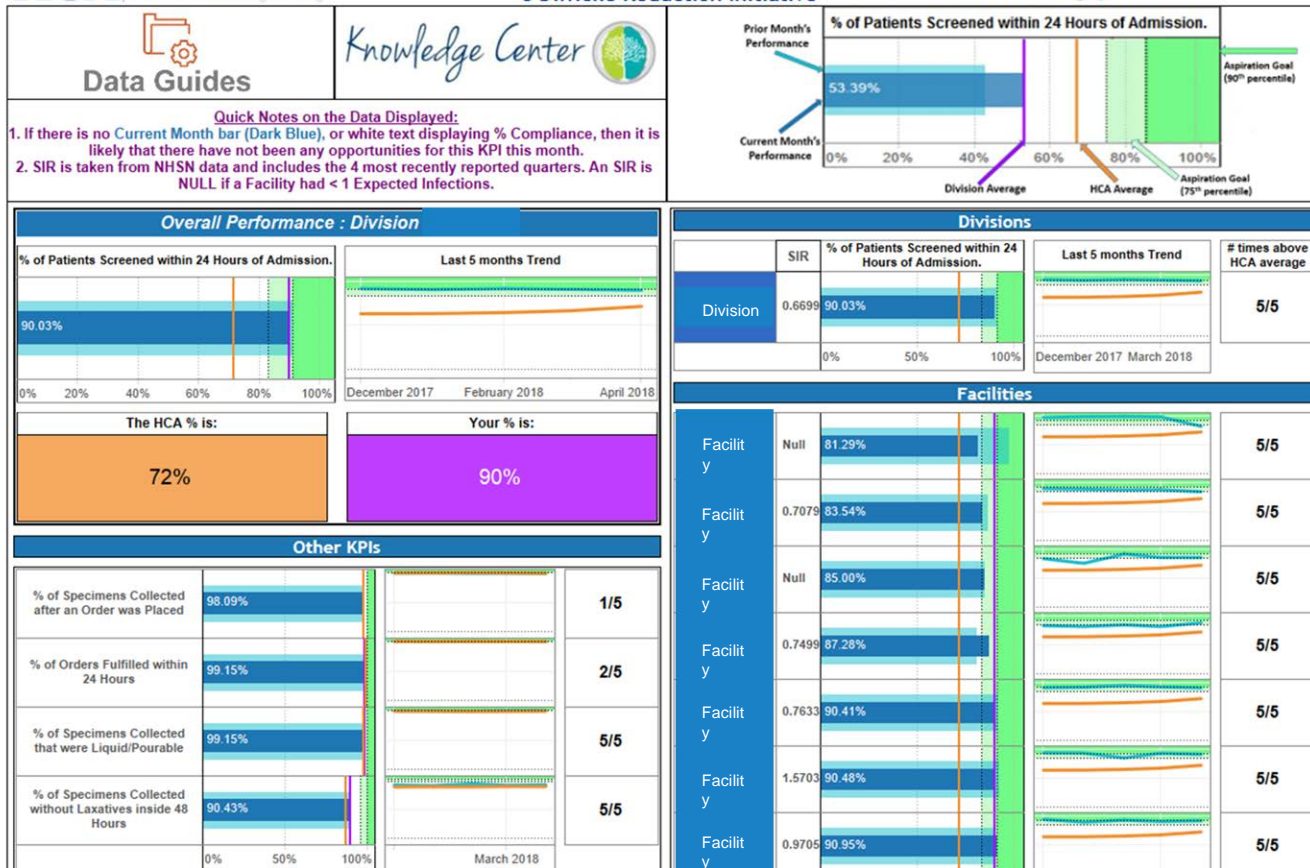 Data Guides
Knowledge Center
Quick Notes on the Data Displayed:
1. If there is no Current Month bar (Dark Blue), or white text displaying % Compliance, then it is
likely that there have not been any opportunities for this KPI this month.
2. SIR is taken from NHSN data and includes the 4 most recently reported quarters. An SIR is
NULL if a Facility had < 1 Expected Infections.
% of Patients Screened within 24 Hours of Admission.
Prior Month's
Performance
53.39%
Current Month's
Performance
0% 20% 40% 60% 80% 100%
Aspiration Goal
(90th percentile)
Division Average
HCA Average
Aspiration Goal
(75th percentile)
Overall Performance : Division
% of Patients Screened within 24 Hours of Admission.
Last 5 months Trend
90.03%
0% 20% 40% 60% 80% 100%
December 2017 February 2018 April 2018
The HCA % is:
Your % is:
72%
90%
Other KPIs
% of Specimens Collected
after an Order was Placed
98.09%
1/5
% of Orders Fulfilled within
24 Hours
99.15%
2/5
% of Specimens Collected
that were Liquid/Pourable
99.15%
5/5
% of Specimens Collected
without Laxatives inside 48
Hours
90.43%
5/5
0% 50% 100%
March 2018
Divisions
SIR
% of Patients Screened within 24
Hours of Admission.
Last 5 months Trend
# times above
HCA average
Division
0.6699
90.03%
5/5
0% 50% 100%
December 2017 March 2018
Facilities
Facilit
y
Null
81.29%
5/5
Facilit
y
0.7079
83.54%
5/5
Facilit
y
Null
85.00%
5/5
Facilit
y
0.7499
87.28%
5/5
Facilit
y
0.7633
90.41%
5/5
Facilit
y
1.5703
90.48%
5/5
Facilit
y
0.9705
90.95%
5/5